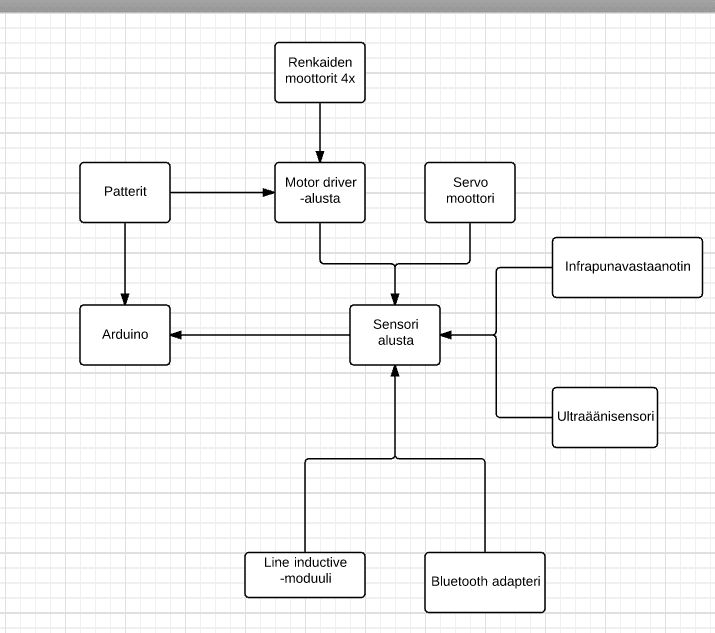 Renkaiden
moottorit 4x
Patterit
Motor driver
-alusta
Servo
moottori
Infrapunavastaanotin
Arduino
Sensori
alusta
Ultraäänisensori
Line inductive
-moduuli
Bluetooth adapteri